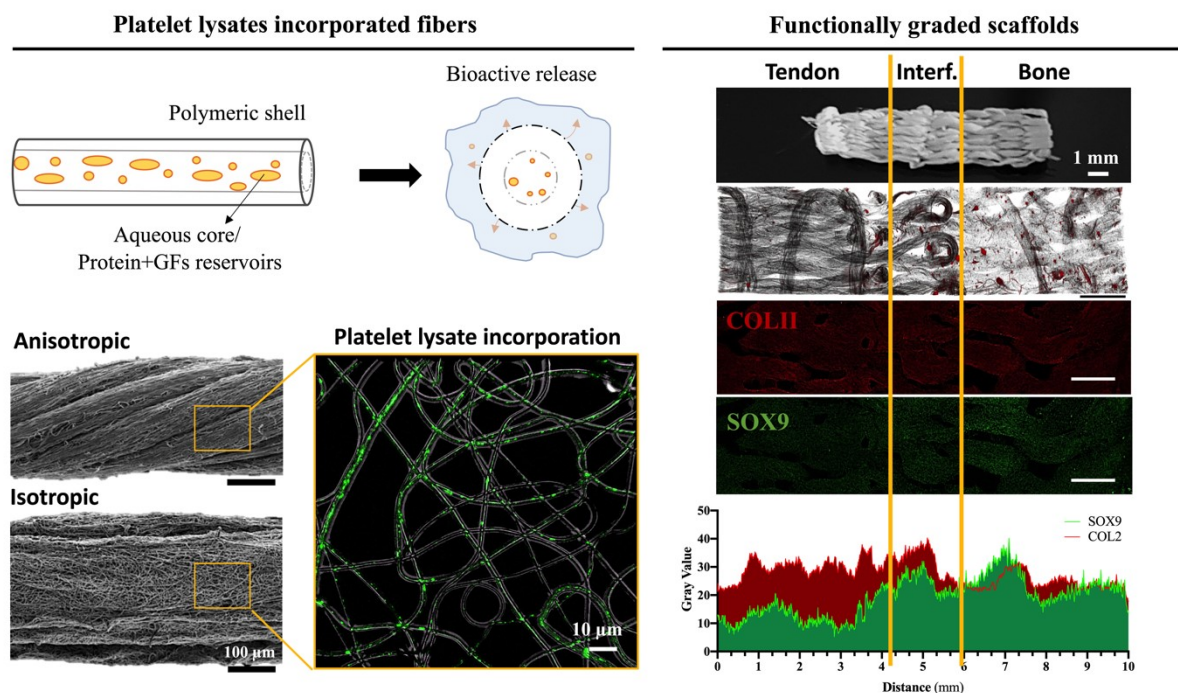 Platelet lysates incorporated fibers
Polymeric shell
Bioactive release
Aqueous core/
Protein+GFs reservoirs
Anisotropic
Isotropic
100 µm
Platelet lysate incorporation
10 µm
Functionally graded scaffolds
Tendon Interf. Bone
1 mm
COLII
SOX9
SOX9
COL2
Gray Value
50
40
30
20
10
0
0 1 2 3 4 5 6 7 8 9 10
Distance (mm)